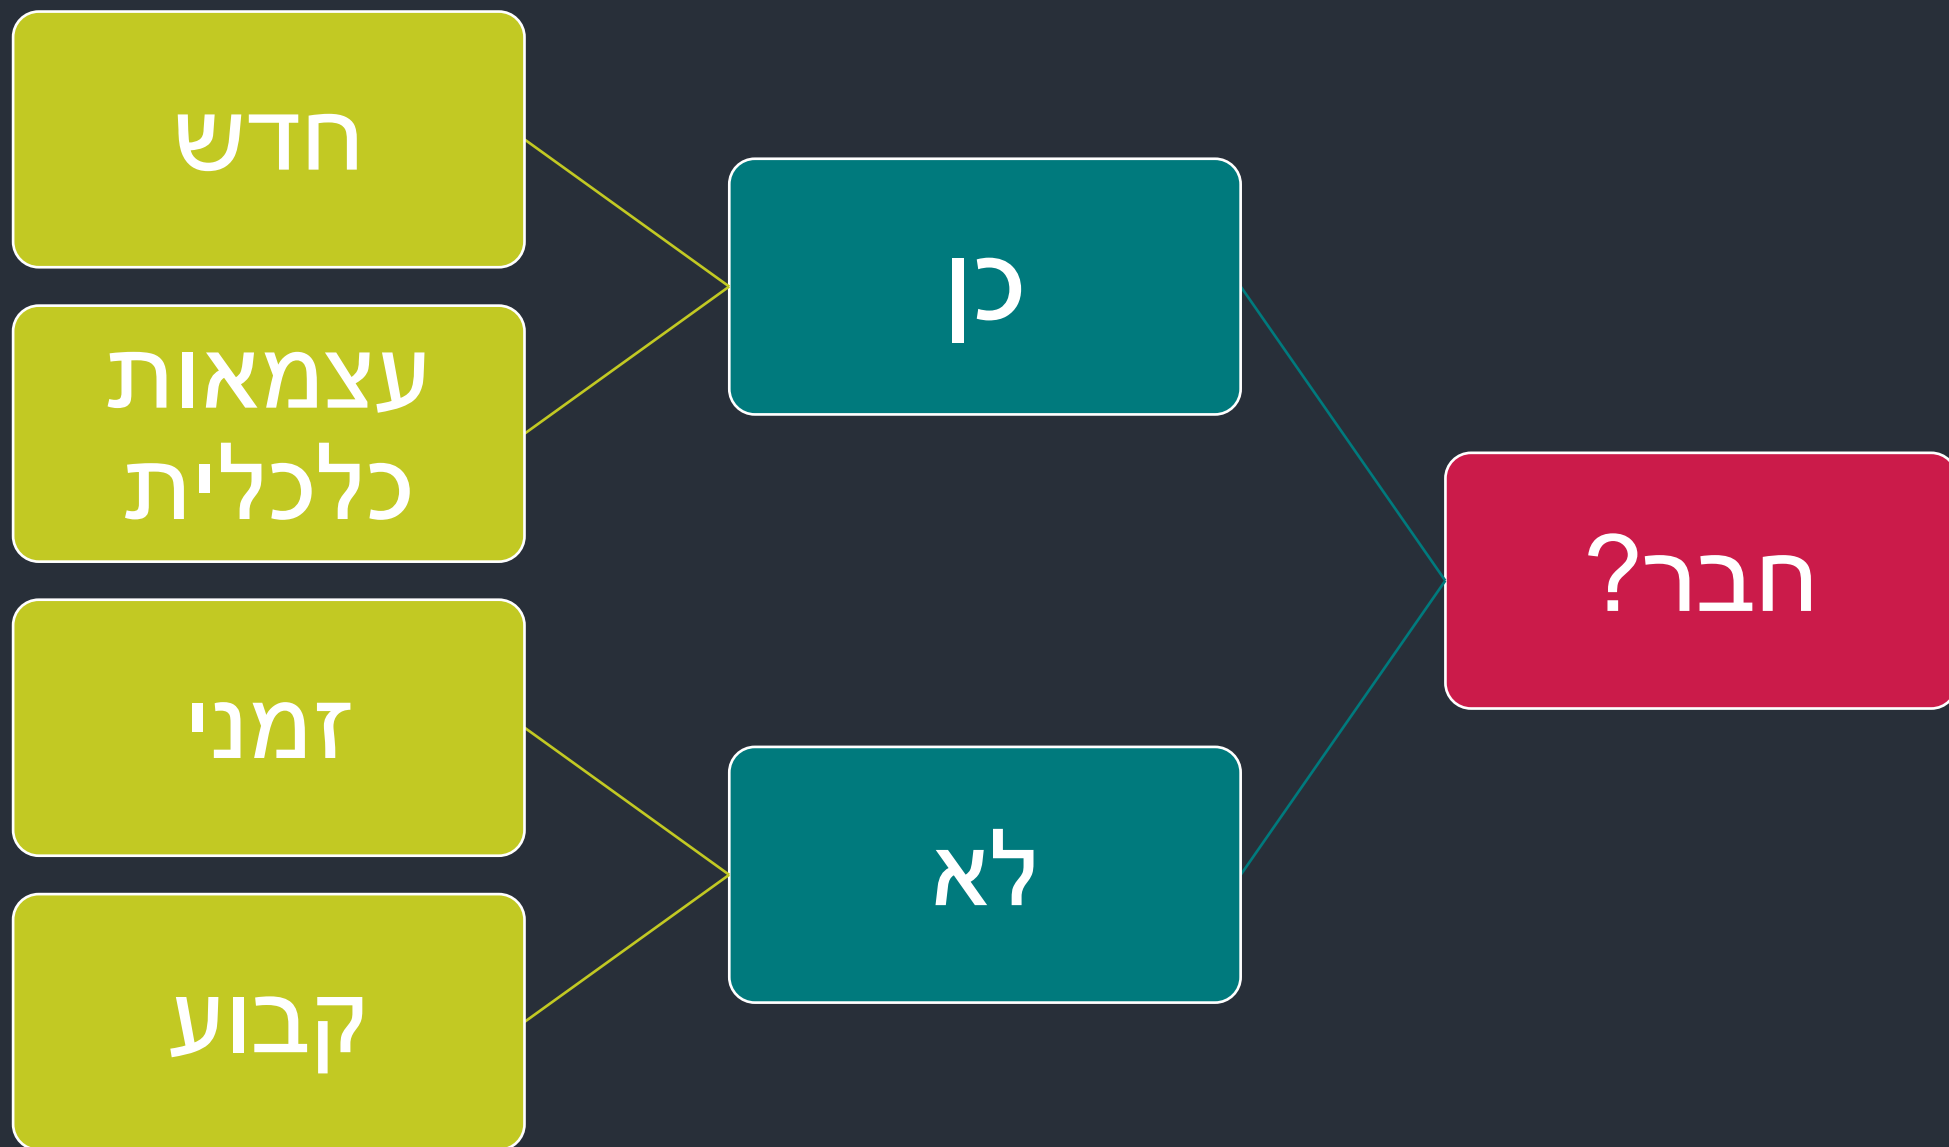 חבר?
כן
חדש
עצמאות
כלכלית
לא
זמני
קבוע